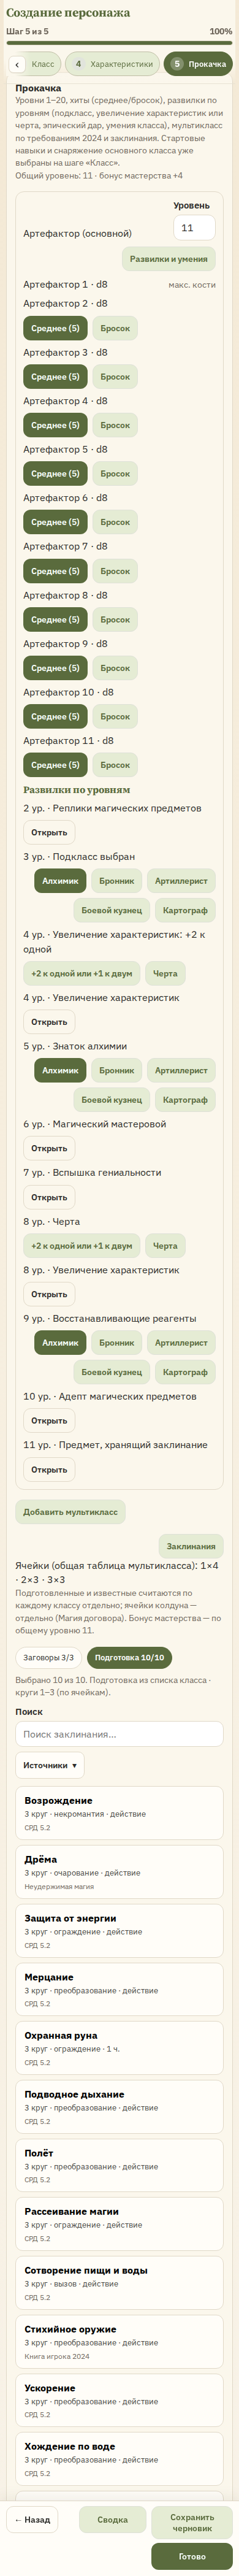 Создание персонажа
Шаг 5 из 5 100%
‹ Класс 4 Характеристики 5 Прокачка
Прокачка
Уровни 1–20, хиты (среднее/бросок), развилки по
уровням (подкласс, увеличение характеристик или
черта, эпический дар, умения класса), мультикласс
по требованиям 2024 и заклинания. Стартовые
навыки и снаряжение основного класса уже
выбраны на шаге «Класс».
Общий уровень: 11 · бонус мастерства +4
Уровень
Артефактор (основной) 11
Развилки и умения
Артефактор 1 · d8 макс. кости
Артефактор 2 · d8
Среднее (5) Бросок
Артефактор 3 · d8
Среднее (5) Бросок
Артефактор 4 · d8
Среднее (5) Бросок
Артефактор 5 · d8
Среднее (5) Бросок
Артефактор 6 · d8
Среднее (5) Бросок
Артефактор 7 · d8
Среднее (5) Бросок
Артефактор 8 · d8
Среднее (5) Бросок
Артефактор 9 · d8
Среднее (5) Бросок
Артефактор 10 · d8
Среднее (5) Бросок
Артефактор 11 · d8
Среднее (5) Бросок
Развилки по уровням
2 ур. · Реплики магических предметов
Открыть
3 ур. · Подкласс выбран
Алхимик Бронник Артиллерист
Боевой кузнец Картограф
4 ур. · Увеличение характеристик: +2 к
одной
+2 к одной или +1 к двум Черта
4 ур. · Увеличение характеристик
Открыть
5 ур. · Знаток алхимии
Алхимик Бронник Артиллерист
Боевой кузнец Картограф
6 ур. · Магический мастеровой
Открыть
7 ур. · Вспышка гениальности
Открыть
8 ур. · Черта
+2 к одной или +1 к двум Черта
8 ур. · Увеличение характеристик
Открыть
9 ур. · Восстанавливающие реагенты
Алхимик Бронник Артиллерист
Боевой кузнец Картограф
10 ур. · Адепт магических предметов
Открыть
11 ур. · Предмет, хранящий заклинание
Открыть
Добавить мультикласс
Заклинания
Ячейки (общая таблица мультикласса): 1×4
· 2×3 · 3×3
Подготовленные и известные считаются по
каждому классу отдельно; ячейки колдуна —
отдельно (Магия договора). Бонус мастерства — по
общему уровню 11.
Заговоры 3/3 Подготовка 10/10
Выбрано 10 из 10. Подготовка из списка класса ·
круги 1–3 (по ячейкам).
Поиск
Поиск заклинания...
Источники ▾
Возрождение
3 круг · некромантия · действие
СРД 5.2
Дрёма
3 круг · очарование · действие
Неудержимая магия
Защита от энергии
3 круг · ограждение · действие
СРД 5.2
Мерцание
3 круг · преобразование · действие
СРД 5.2
Охранная руна
3 круг · ограждение · 1 ч.
СРД 5.2
Подводное дыхание
3 круг · преобразование · действие
СРД 5.2
Полёт
3 круг · преобразование · действие
СРД 5.2
Рассеивание магии
3 круг · ограждение · действие
СРД 5.2
Сотворение пищи и воды
3 круг · вызов · действие
СРД 5.2
Стихийное оружие
3 круг · преобразование · действие
Книга игрока 2024
Ускорение
3 круг · преобразование · действие
СРД 5.2
Хождение по воде
3 круг · преобразование · действие
СРД 5.2
← Назад Сводка Сохранить
черновик
Готово